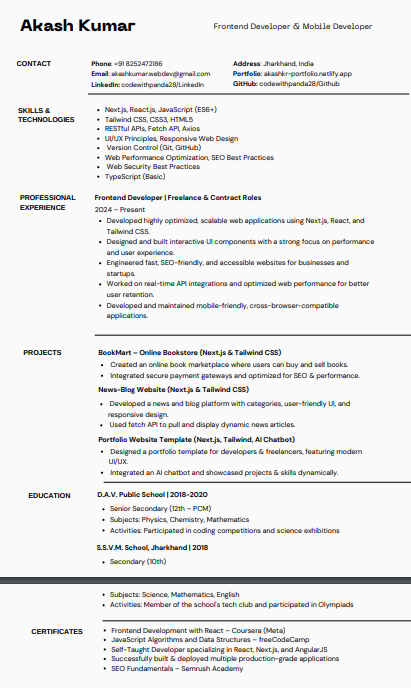 Akash Kumar
Frontend Developer & Mobile Developer
CONTACT
Phone: +91 8252472186
Email: akashkumar.webdev@gmail.com
LinkedIn: codewithpanda28/LinkedIn
Address: Jharkhand, India
Portfolio: akashkr-portfolio.netlify.app
GitHub: codewithpanda28/Github
SKILLS &
TECHNOLOGIES
• Next.js, React.js, JavaScript (ES6+)
• Tailwind CSS, CSS3, HTML5
• RESTful APIs, Fetch API, Axios
• UI/UX Principles, Responsive Web Design
• Version Control (Git, GitHub)
• Web Performance Optimization, SEO Best Practices
• Web Security Best Practices
• TypeScript (Basic)
PROFESSIONAL
EXPERIENCE
Frontend Developer | Freelance & Contract Roles
2024 – Present
• Developed highly optimized, scalable web applications using Next.js, React, and
Tailwind CSS.
• Designed and built interactive UI components with a strong focus on performance
and user experience.
• Engineered fast, SEO-friendly, and accessible websites for businesses and
startups.
• Worked on real-time API integrations and optimized web performance for better
user retention.
• Developed and maintained mobile-friendly, cross-browser-compatible
applications.
PROJECTS
BookMart – Online Bookstore (Next.js & Tailwind CSS)
• Created an online book marketplace where users can buy and sell books.
• Integrated secure payment gateways and optimized for SEO & performance.
News-Blog Website (Next.js & Tailwind CSS)
• Developed a news and blog platform with categories, user-friendly UI, and
responsive design.
• Used fetch API to pull and display dynamic news articles.
Portfolio Website Template (Next.js, Tailwind, AI Chatbot)
• Designed a portfolio template for developers & freelancers, featuring modern
UI/UX.
• Integrated an AI chatbot and showcased projects & skills dynamically.
EDUCATION
D.A.V. Public School | 2018-2020
• Senior Secondary (12th – PCM)
• Subjects: Physics, Chemistry, Mathematics
• Activities: Participated in coding competitions and science exhibitions
S.S.V.M. School, Jharkhand | 2018
• Secondary (10th)
• Subjects: Science, Mathematics, English
• Activities: Member of the school's tech club and participated in Olympiads
CERTIFICATES
• Frontend Development with React – Coursera (Meta)
• JavaScript Algorithms and Data Structures – freeCodeCamp
• Self-Taught Developer specializing in React, Next.js, and AngularJS
• Successfully built & deployed multiple production-grade applications
• SEO Fundamentals – Semrush Academy